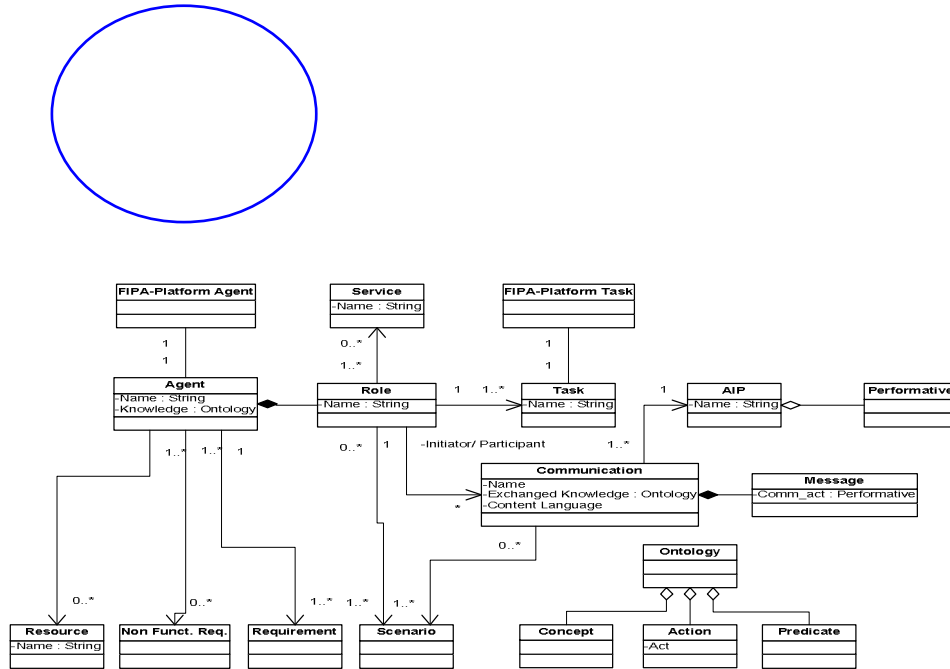 FIPA-Platform Agent
Service
-Name : String
FIPA-Platform Task
1
1
0..*
1..*
1
1
Agent
-Name : String
-Knowledge : Ontology
Role
-Name : String
1
1..*
Task
-Name : String
1
AIP
-Name : String
Performative
1..*
1..*
1
0..*
1
-Initiator/ Participant
1..*
Communication
-Name
-Exchanged Knowledge : Ontology
-Content Language
*
Message
-Comm_act : Performative
0..*
Ontology
0..*
0..*
1..*
1..*
1..*
Resource
-Name : String
Non Funct. Req.
Requirement
Scenario
Concept
Action
-Act
Predicate